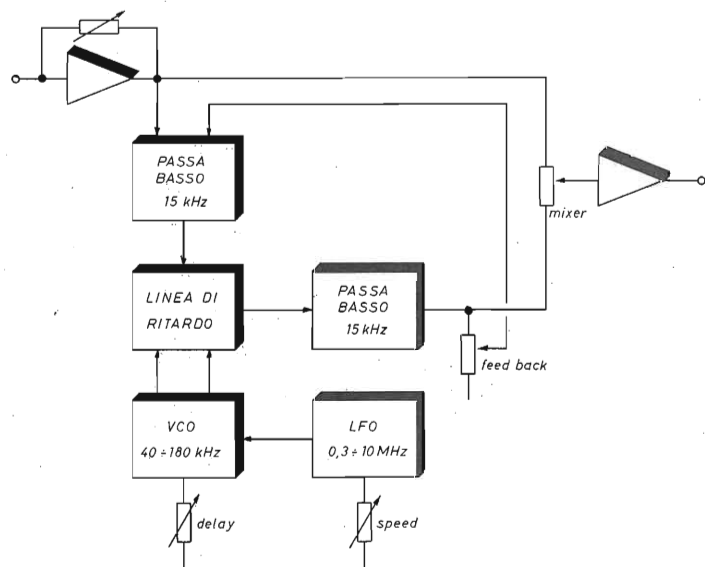 PASSA
BASSO
15 kHz
mixer
LINEA DI
RITARDO
PASSA
BASSO
15 kHz
feed back
VCO
40 ÷ 180 kHz
LFO
0,3 ÷ 10 MHz
delay
speed